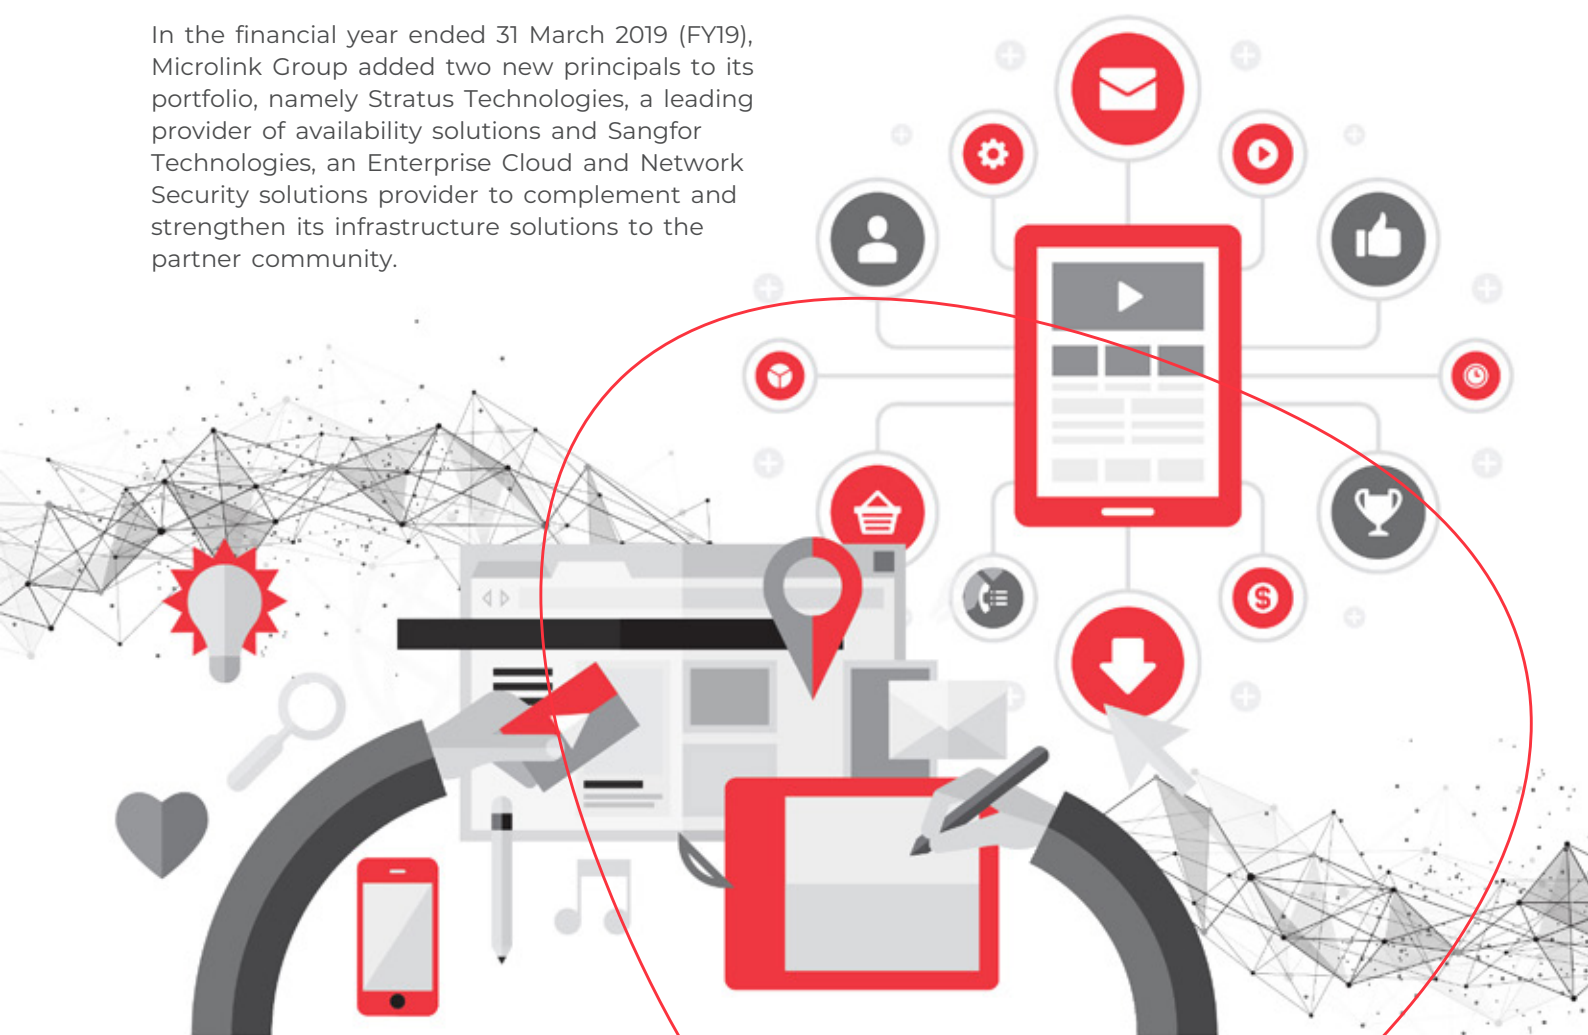 In the financial year ended 31 March 2019 (FY19),
Microlink Group added two new principals to its
portfolio, namely Stratus Technologies, a leading
provider of availability solutions and Sangfor
Technologies, an Enterprise Cloud and Network
Security solutions provider to complement and
strengthen its infrastructure solutions to the
partner community.
$